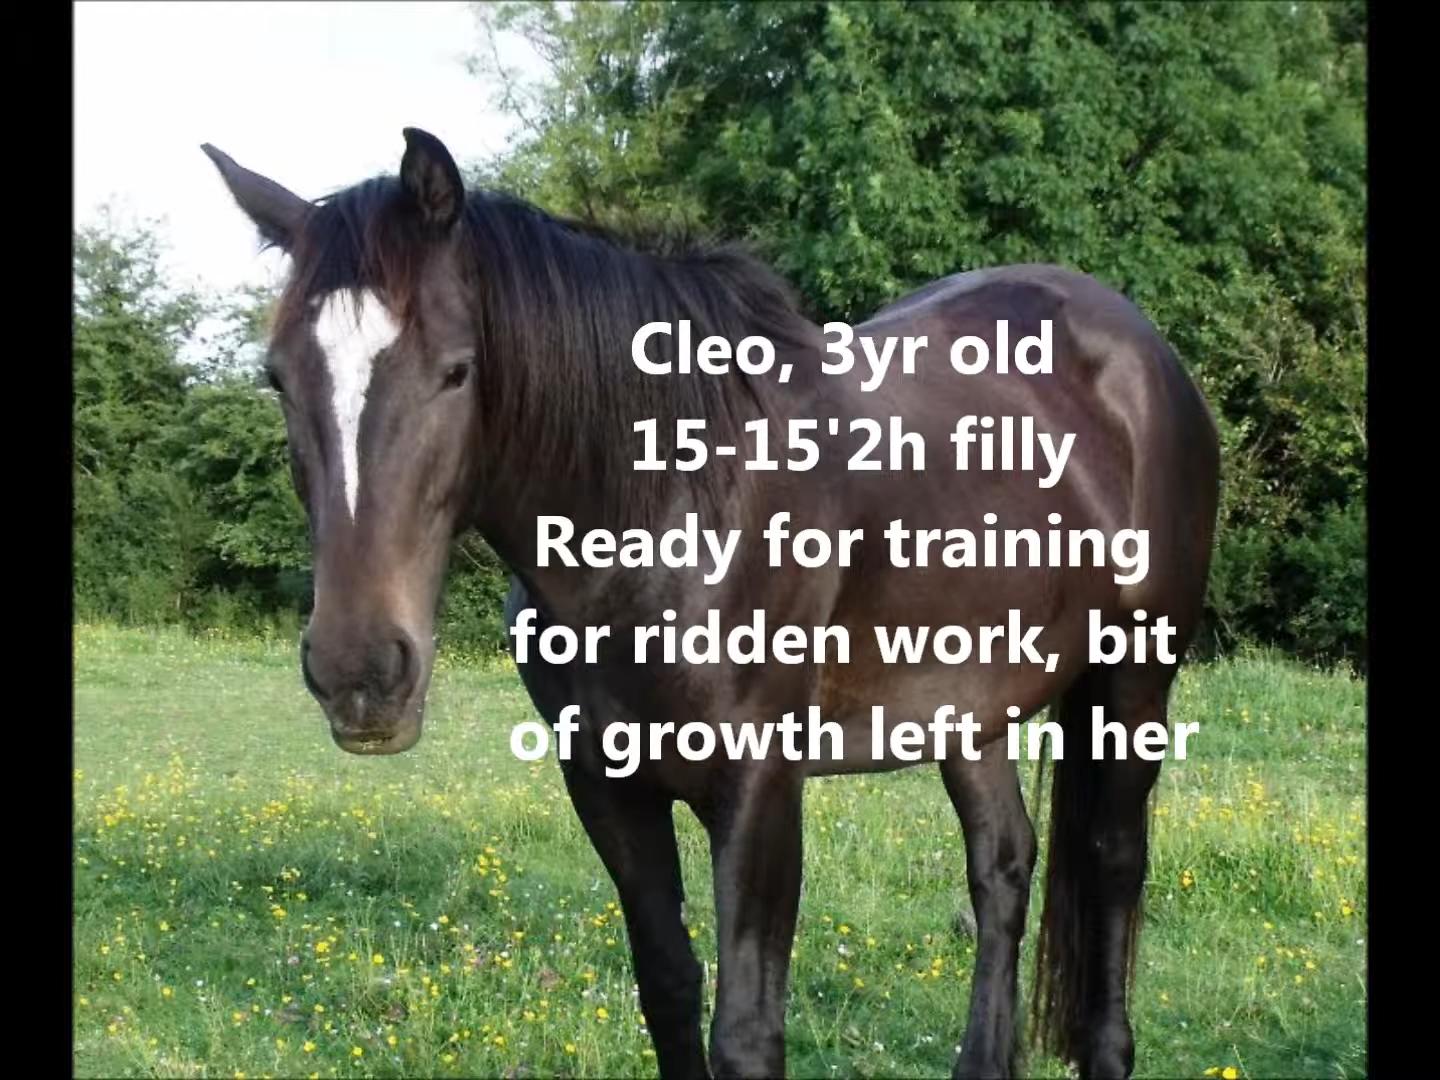 Cleo, 3yr old
15-15'2h filly
Ready for training
for ridden work, bit
of growth left in her